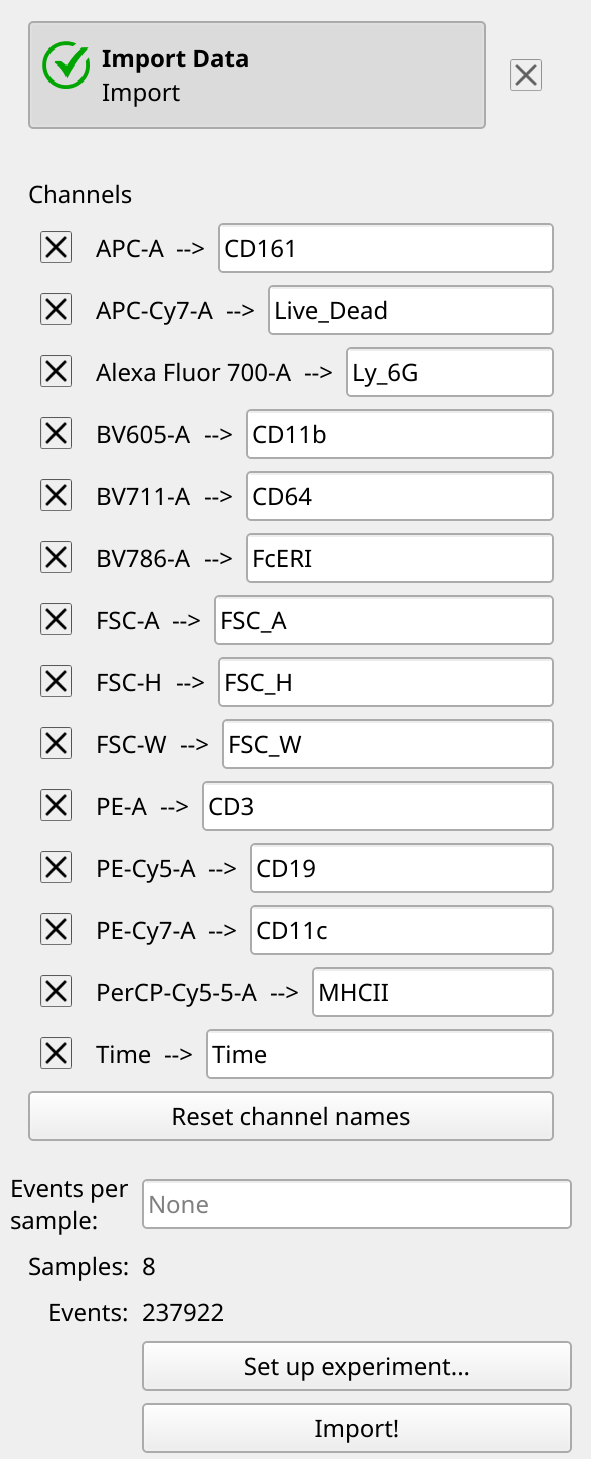 Import Data
Import
Channels
APC-A --> CD161
APC-Cy7-A --> Live_Dead
Alexa Fluor 700-A --> Ly_6G
BV605-A --> CD11b
BV711-A --> CD64
BV786-A --> FcERI
FSC-A --> FSC_A
FSC-H --> FSC_H
FSC-W --> FSC_W
PE-A --> CD3
PE-Cy5-A --> CD19
PE-Cy7-A --> CD11c
PerCP-Cy5-5-A --> MHCII
Time --> Time
Reset channel names
Events per
sample: None
Samples: 8
Events: 237922
Set up experiment...
Import!